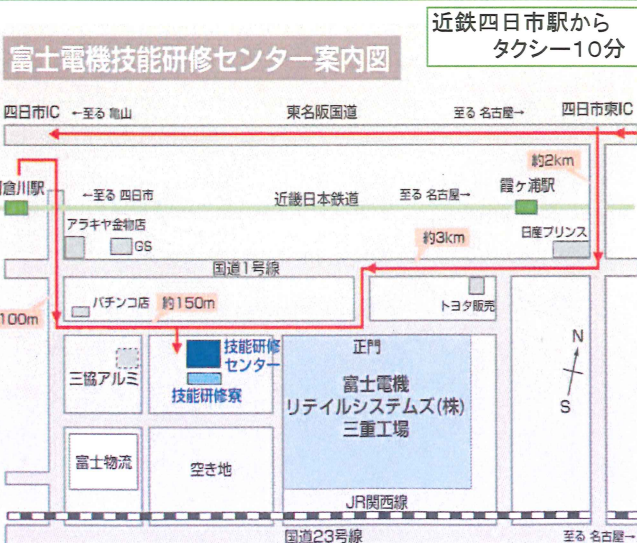 近鉄四日市駅から
タクシー10分
富士電機技能研修センター案内図
四日市IC
←至る 亀山
東名阪国道
至る 名古屋→
四日市東IC
約2km
倉川駅
←至る 四日市
近畿日本鉄道
至る 名古屋→
霞ヶ浦駅
アラキヤ金物店
GS
約3km
日産プリンス
国道1号線
パチンコ店
約150m
トヨタ販売
100m
技能研修
センター
正門
N
S
三協アルミ
技能研修寮
富士電機
リテイルシステムズ(株)
三重工場
富士物流
空き地
JR関西線
国道23号線
至る 名古屋→